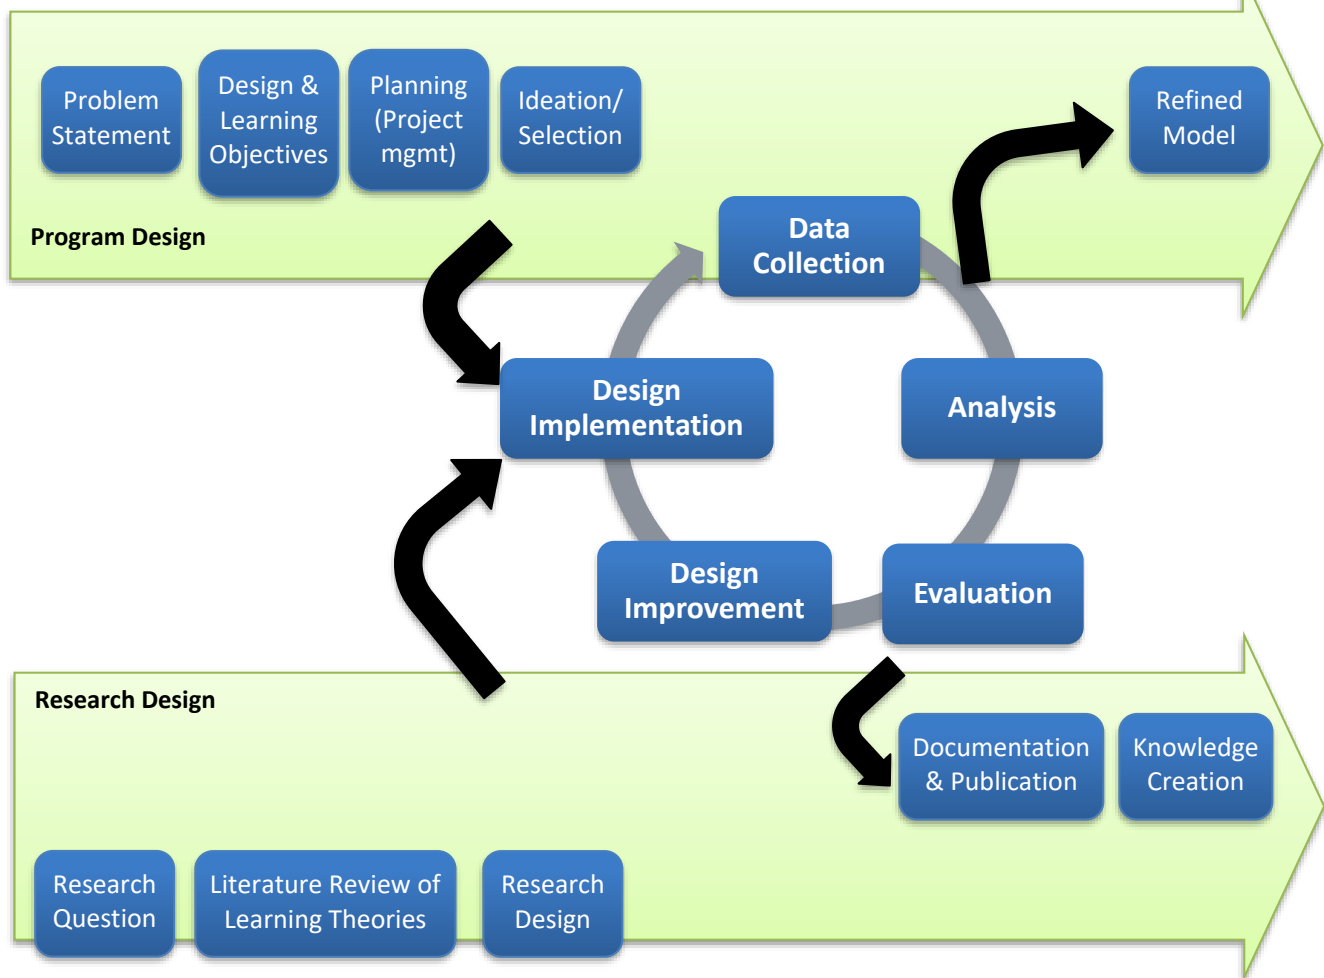 Problem
Statement
Design &
Learning
Objectives
Planning
(Project
mgmt)
Ideation/
Selection
Refined
Model
Program Design
Data
Collection
Design
Implementation
Analysis
Design
Improvement
Evaluation
Research Design
Documentation
& Publication
Knowledge
Creation
Research
Question
Literature Review of
Learning Theories
Research
Design